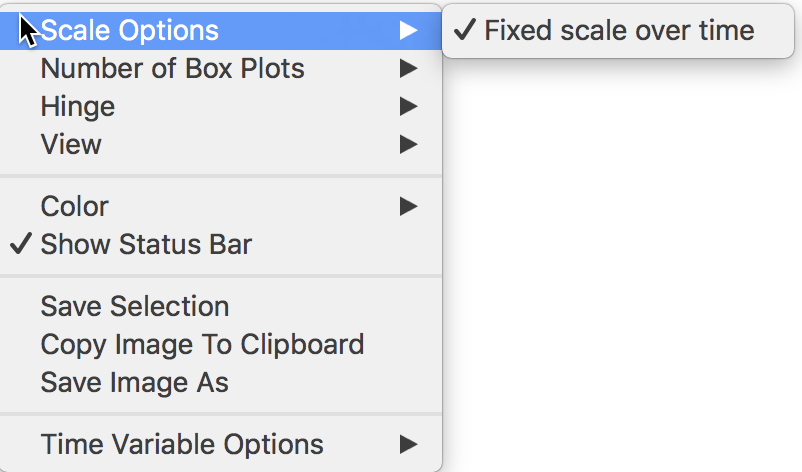 Scale Options
Fixed scale over time
Number of Box Plots
Hinge
View
Color
Show Status Bar
Save Selection
Copy Image To Clipboard
Save Image As
Time Variable Options